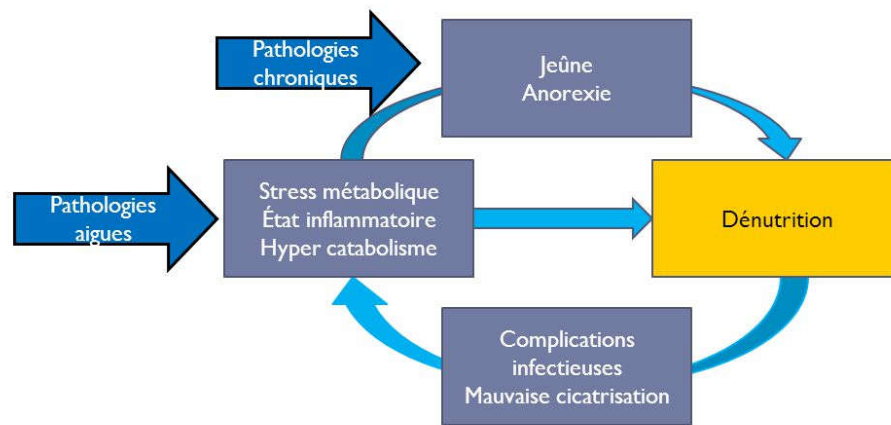 Pathologies
chroniques
Jeûne
Anorexie
Pathologies
aigues
Stress métabolique
État inflammatoire
Hyper catabolisme
Dénutrition
Complications
infectieuses
Mauvaise cicatrisation